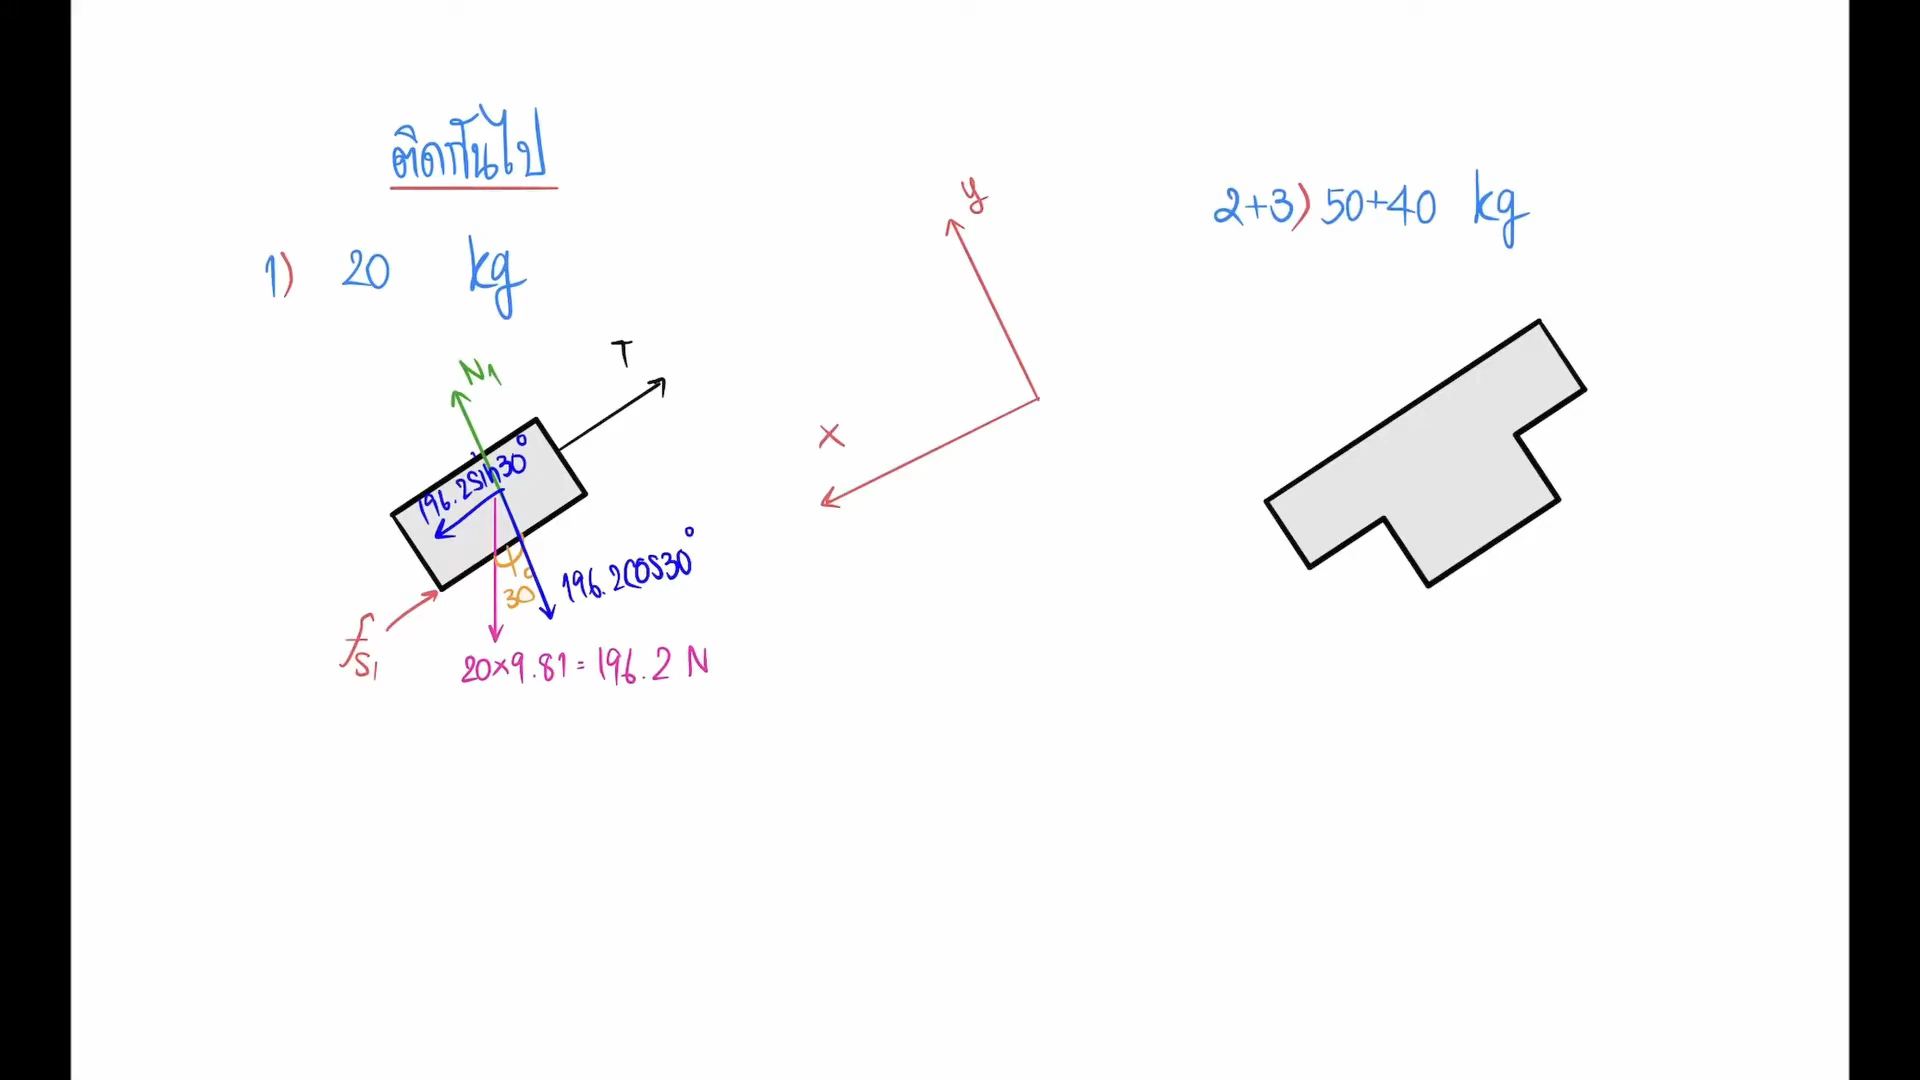 ติดกันไป
1) 20 kg
N1
T
196.2sin30°
196.2cos30°
30°
fs1
20×9.81=196.2 N
y
x
2+3) 50+40 kg